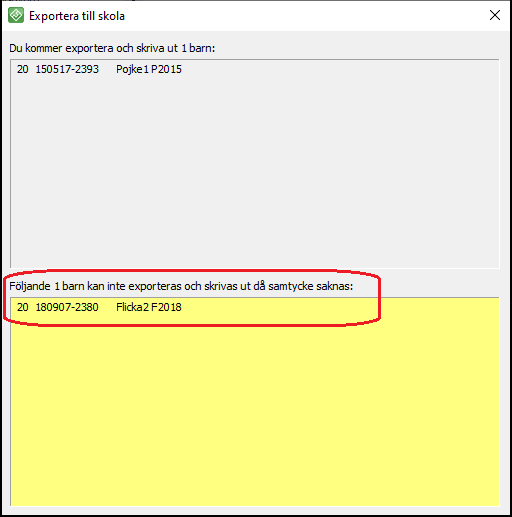 Exportera till skola
Du kommer exportera och skriva ut 1 barn:
20 150517-2393 Pojke1 P2015
Följande 1 barn kan inte exporteras och skrivas ut då samtycke saknas:
20 180907-2380 Flicka2 F2018